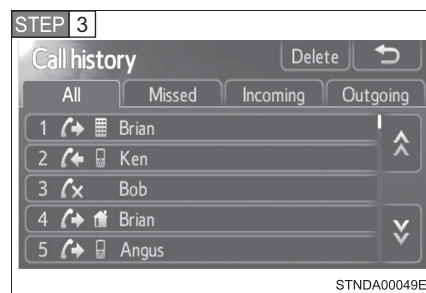 STEP 3
Call history Delete
All Missed Incoming Outgoing
1 Brian
2 Ken
3 Bob
4 Brian
5 Angus
STNDA00049E